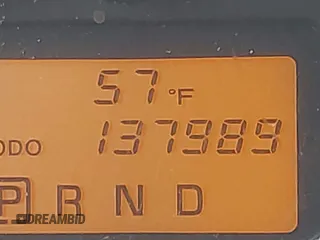 57 °F
ODO 137989
P R N D
DREAMBID